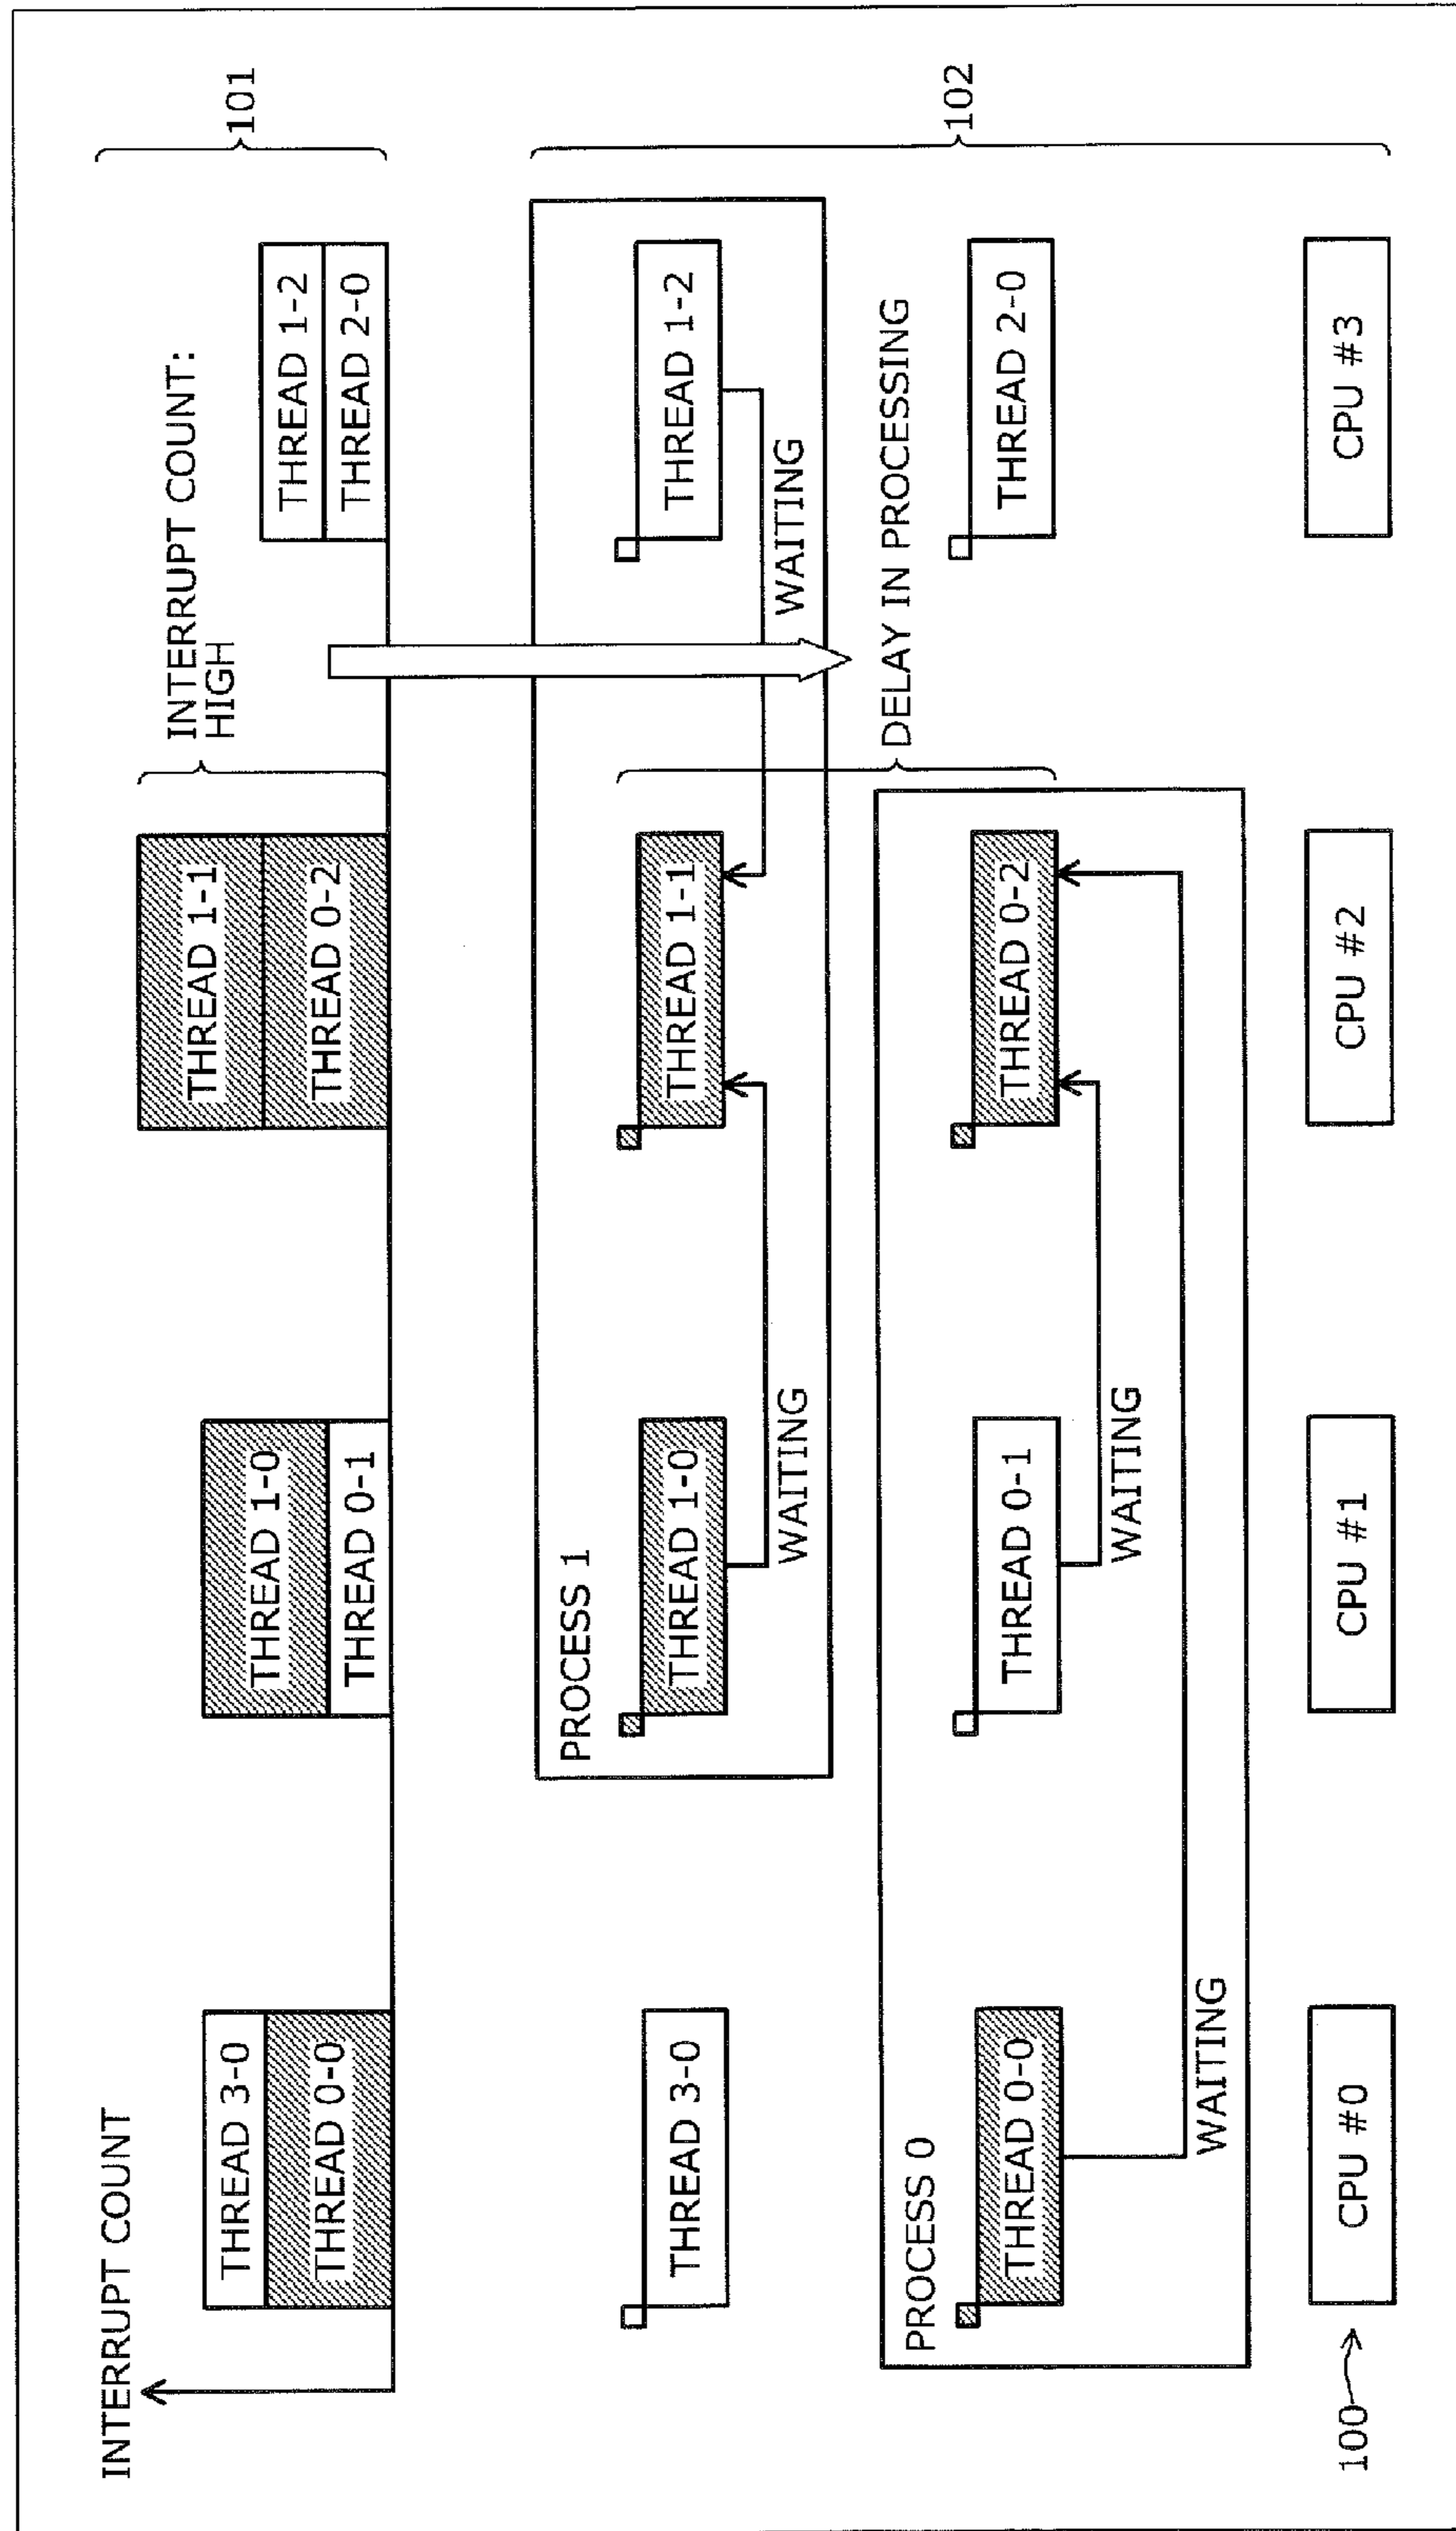 INTERRUPT COUNT
INTERRUPT COUNT:
HIGH
101
THREAD 3-0
THREAD 0-0
THREAD 1-0
THREAD 0-1
THREAD 1-1
THREAD 0-2
THREAD 1-2
THREAD 2-0
PROCESS 1
THREAD 3-0
THREAD 1-0
THREAD 1-1
THREAD 1-2
WAITING
WAITING
102
DELAY IN PROCESSING
PROCESS 0
THREAD 0-0
THREAD 0-1
THREAD 0-2
THREAD 2-0
WAITING
WAITING
100
CPU #0
CPU #1
CPU #2
CPU #3